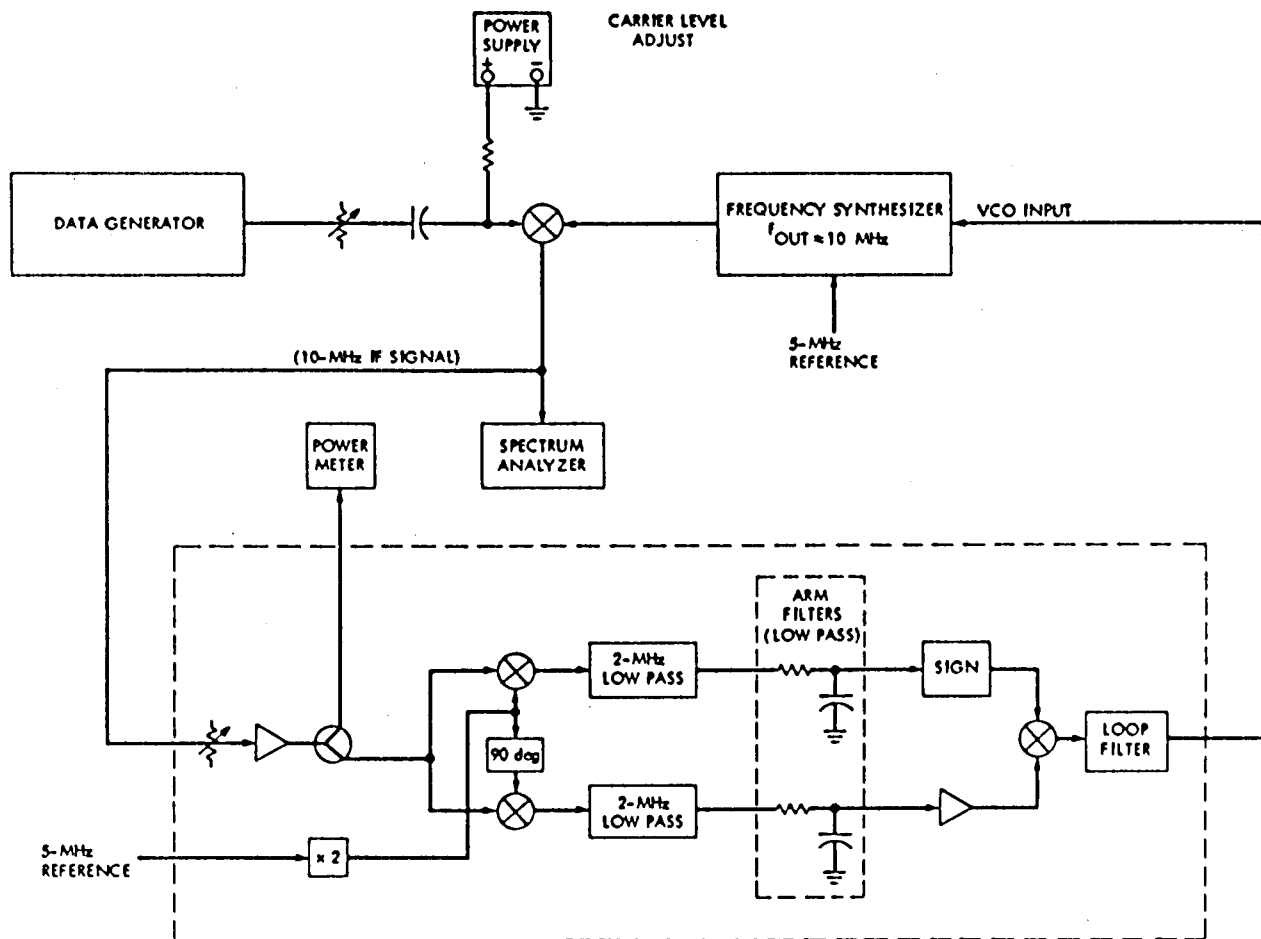 POWER
SUPPLY
+ −
CARRIER LEVEL
ADJUST
DATA GENERATOR
FREQUENCY SYNTHESIZER
fOUT ≈ 10 MHz
VCO INPUT
5-MHz
REFERENCE
(10-MHz IF SIGNAL)
POWER
METER
SPECTRUM
ANALYZER
ARM
FILTERS
(LOW PASS)
2-MHz
LOW PASS
SIGN
90 deg
LOOP
FILTER
2-MHz
LOW PASS
5-MHz
REFERENCE
× 2